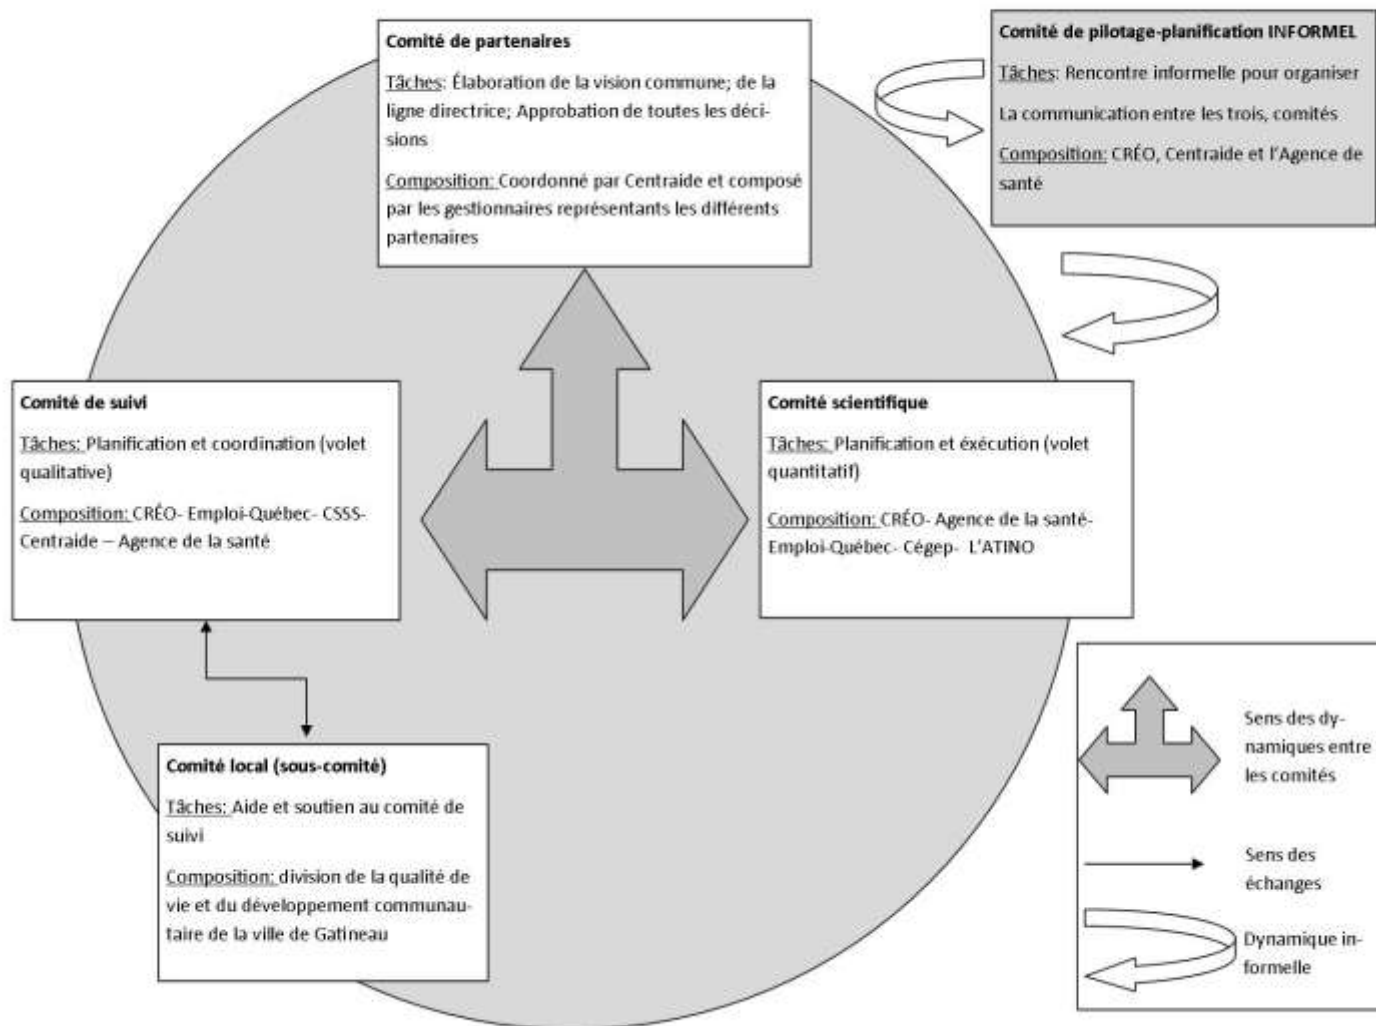 Comité de partenaires
Tâches: Élaboration de la vision commune; de la
ligne directrice; Approbation de toutes les déci-
sions
Composition: Coordonné par Centraide et composé
par les gestionnaires représentants les différents
partenaires
Comité de pilotage-planification INFORMEL
Tâches: Rencontre informelle pour organiser
La communication entre les trois, comités
Composition: CRÉO, Centraide et l'Agence de
santé
Comité de suivi
Tâches: Planification et coordination (volet
qualitative)
Composition: CRÉO- Emploi-Québec- CSSS-
Centraide – Agence de la santé
Comité scientifique
Tâches: Planification et éxécution (volet
quantitatif)
Composition: CRÉO- Agence de la santé-
Emploi-Québec- Cégep- L'ATINO
Comité local (sous-comité)
Tâches: Aide et soutien au comité de
suivi
Composition: division de la qualité de
vie et du développement communau-
taire de la ville de Gatineau
Sens des dy-
namiques entre
les comités
Sens des
échanges
Dynamique in-
formelle